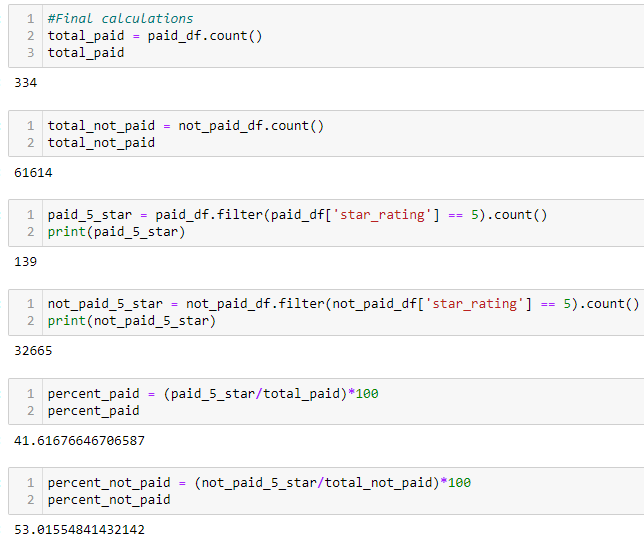 1 #Final calculations
2 total_paid = paid_df.count()
3 total_paid
334
1 total_not_paid = not_paid_df.count()
2 total_not_paid
61614
1 paid_5_star = paid_df.filter(paid_df['star_rating'] == 5).count()
2 print(paid_5_star)
139
1 not_paid_5_star = not_paid_df.filter(not_paid_df['star_rating'] == 5).count()
2 print(not_paid_5_star)
32665
1 percent_paid = (paid_5_star/total_paid)*100
2 percent_paid
41.61676646706587
1 percent_not_paid = (not_paid_5_star/total_not_paid)*100
2 percent_not_paid
53.01554841432142